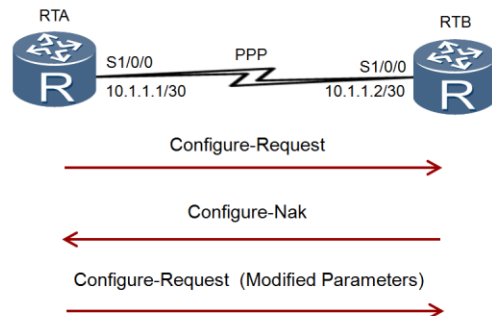 RTA
RTB
S1/0/0
PPP
S1/0/0
10.1.1.1/30
10.1.1.2/30
R
R
Configure-Request
Configure-Nak
Configure-Request (Modified Parameters)